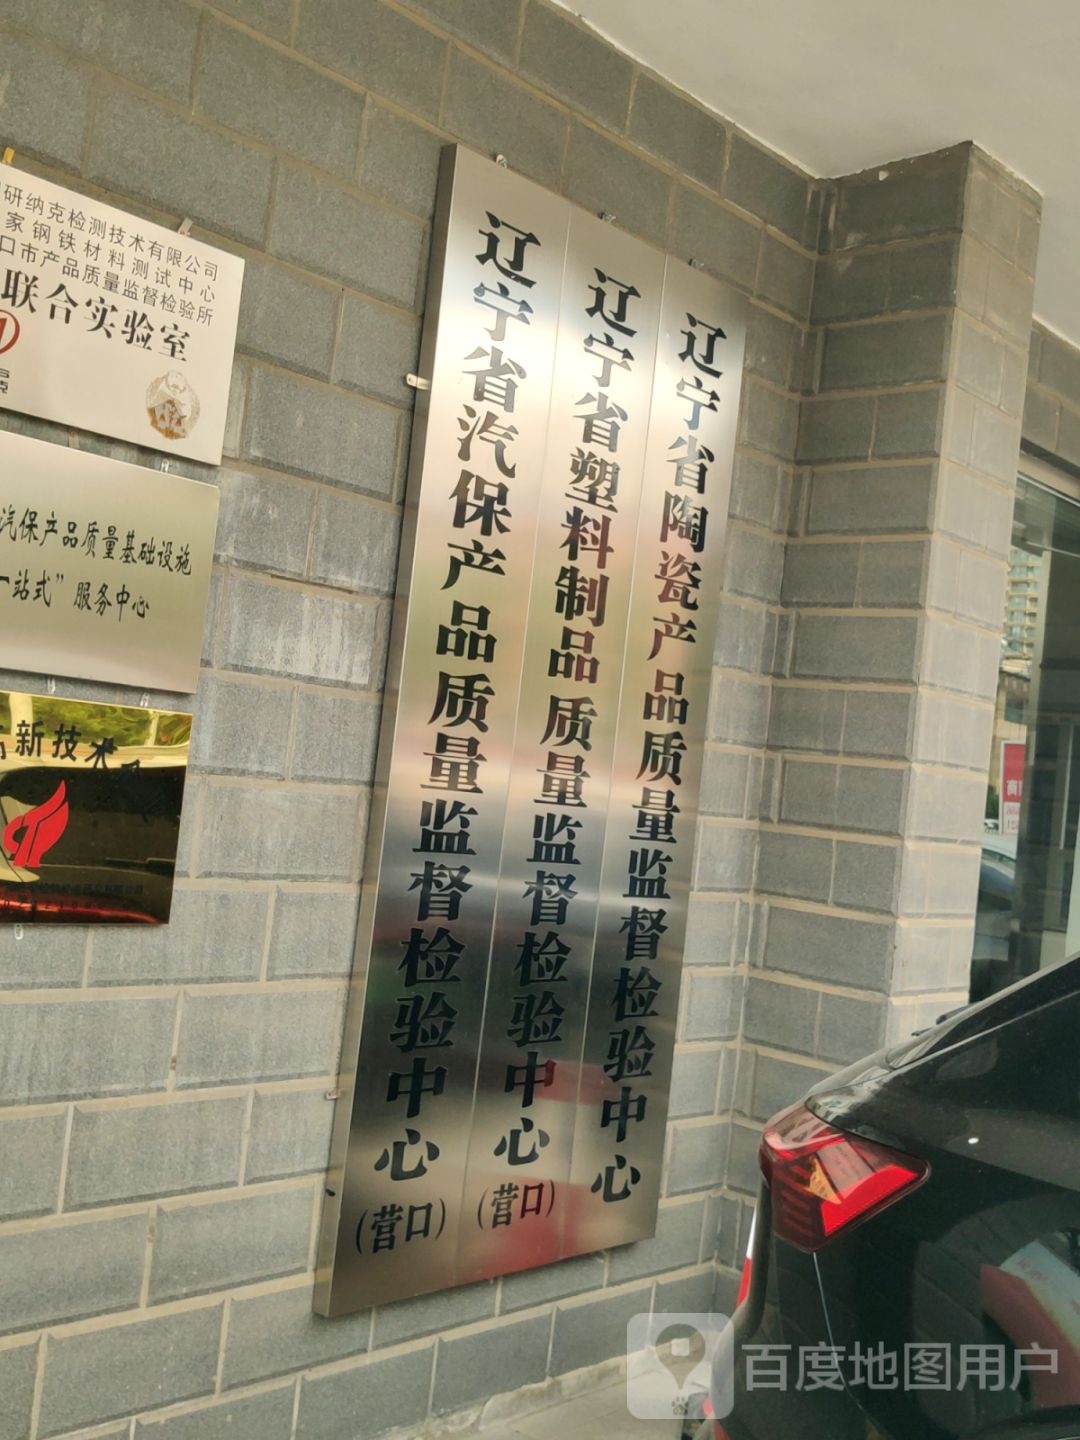 研纳克检测技术有限公司
家钢铁材料测试中心
口市产品质量监督检验所
联合实验室
汽保产品质量基础设施
一站式”服务中心
高新技术
辽宁省汽保产品质量监督检验中心(营口)
辽宁省塑料制品质量监督检验中心(营口)
辽宁省陶瓷产品质量监督检验中心
百度地图用户